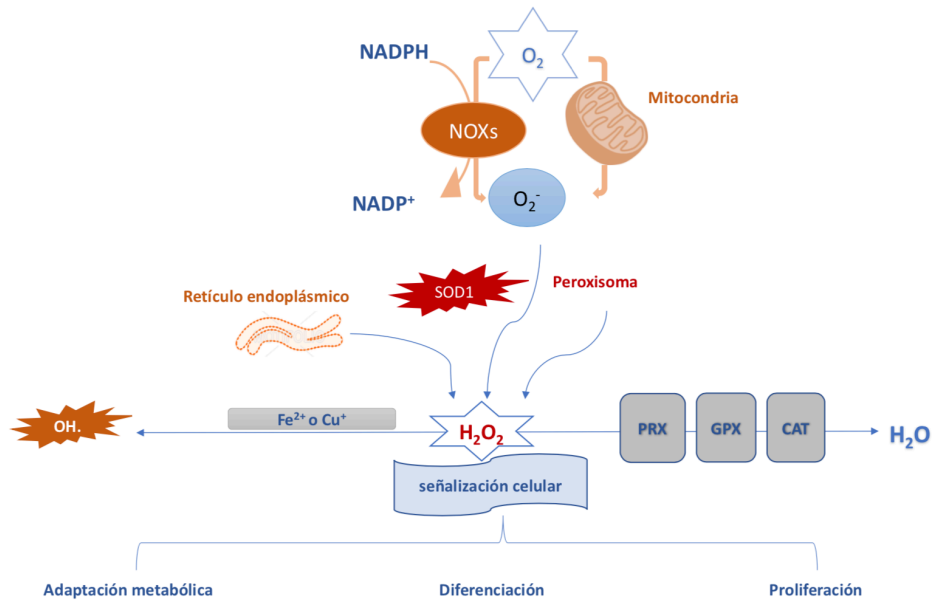 O₂
NADPH
Mitocondria
NOXs
NADP⁺
O₂⁻
SOD1
Peroxisoma
Retículo endoplásmico
OH.
Fe²⁺ o Cu⁺
H₂O₂
PRX
GPX
CAT
H₂O
señalización celular
Adaptación metabólica
Diferenciación
Proliferación